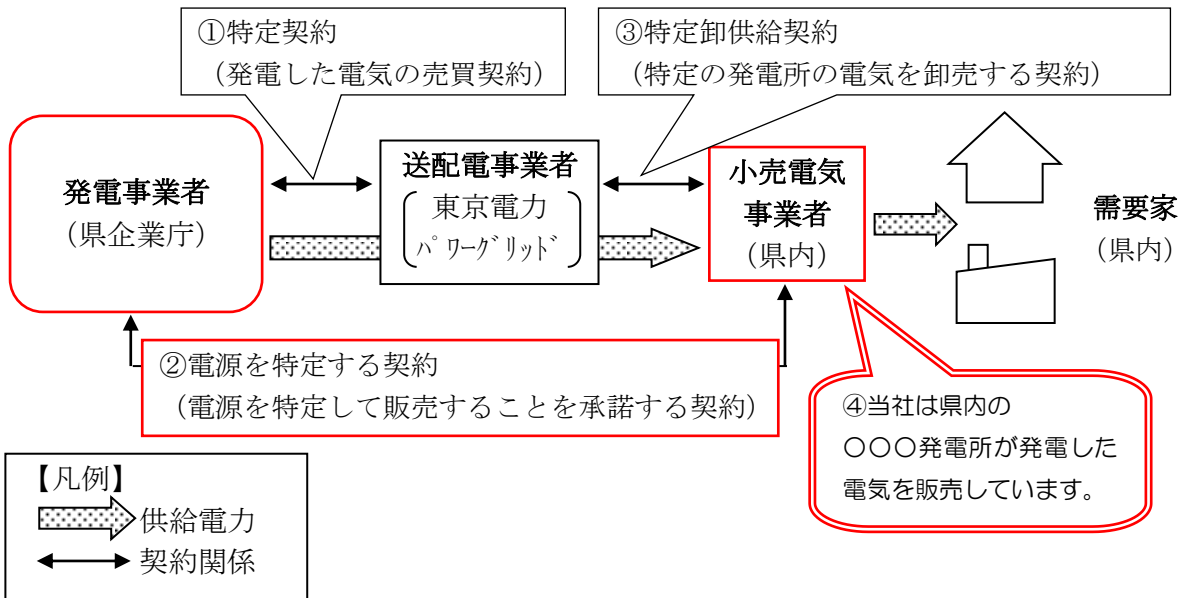 ①特定契約
（発電した電気の売買契約）
③特定卸供給契約
（特定の発電所の電気を卸売する契約）
発電事業者
（県企業庁）
送配電事業者
東京電力
ﾊﾟﾜｰｸﾞﾘｯﾄﾞ
小売電気
事業者
（県内）
需要家
（県内）
②電源を特定する契約
（電源を特定して販売することを承諾する契約）
④当社は県内の
○○○発電所が発電した
電気を販売しています。
【凡例】
供給電力
契約関係